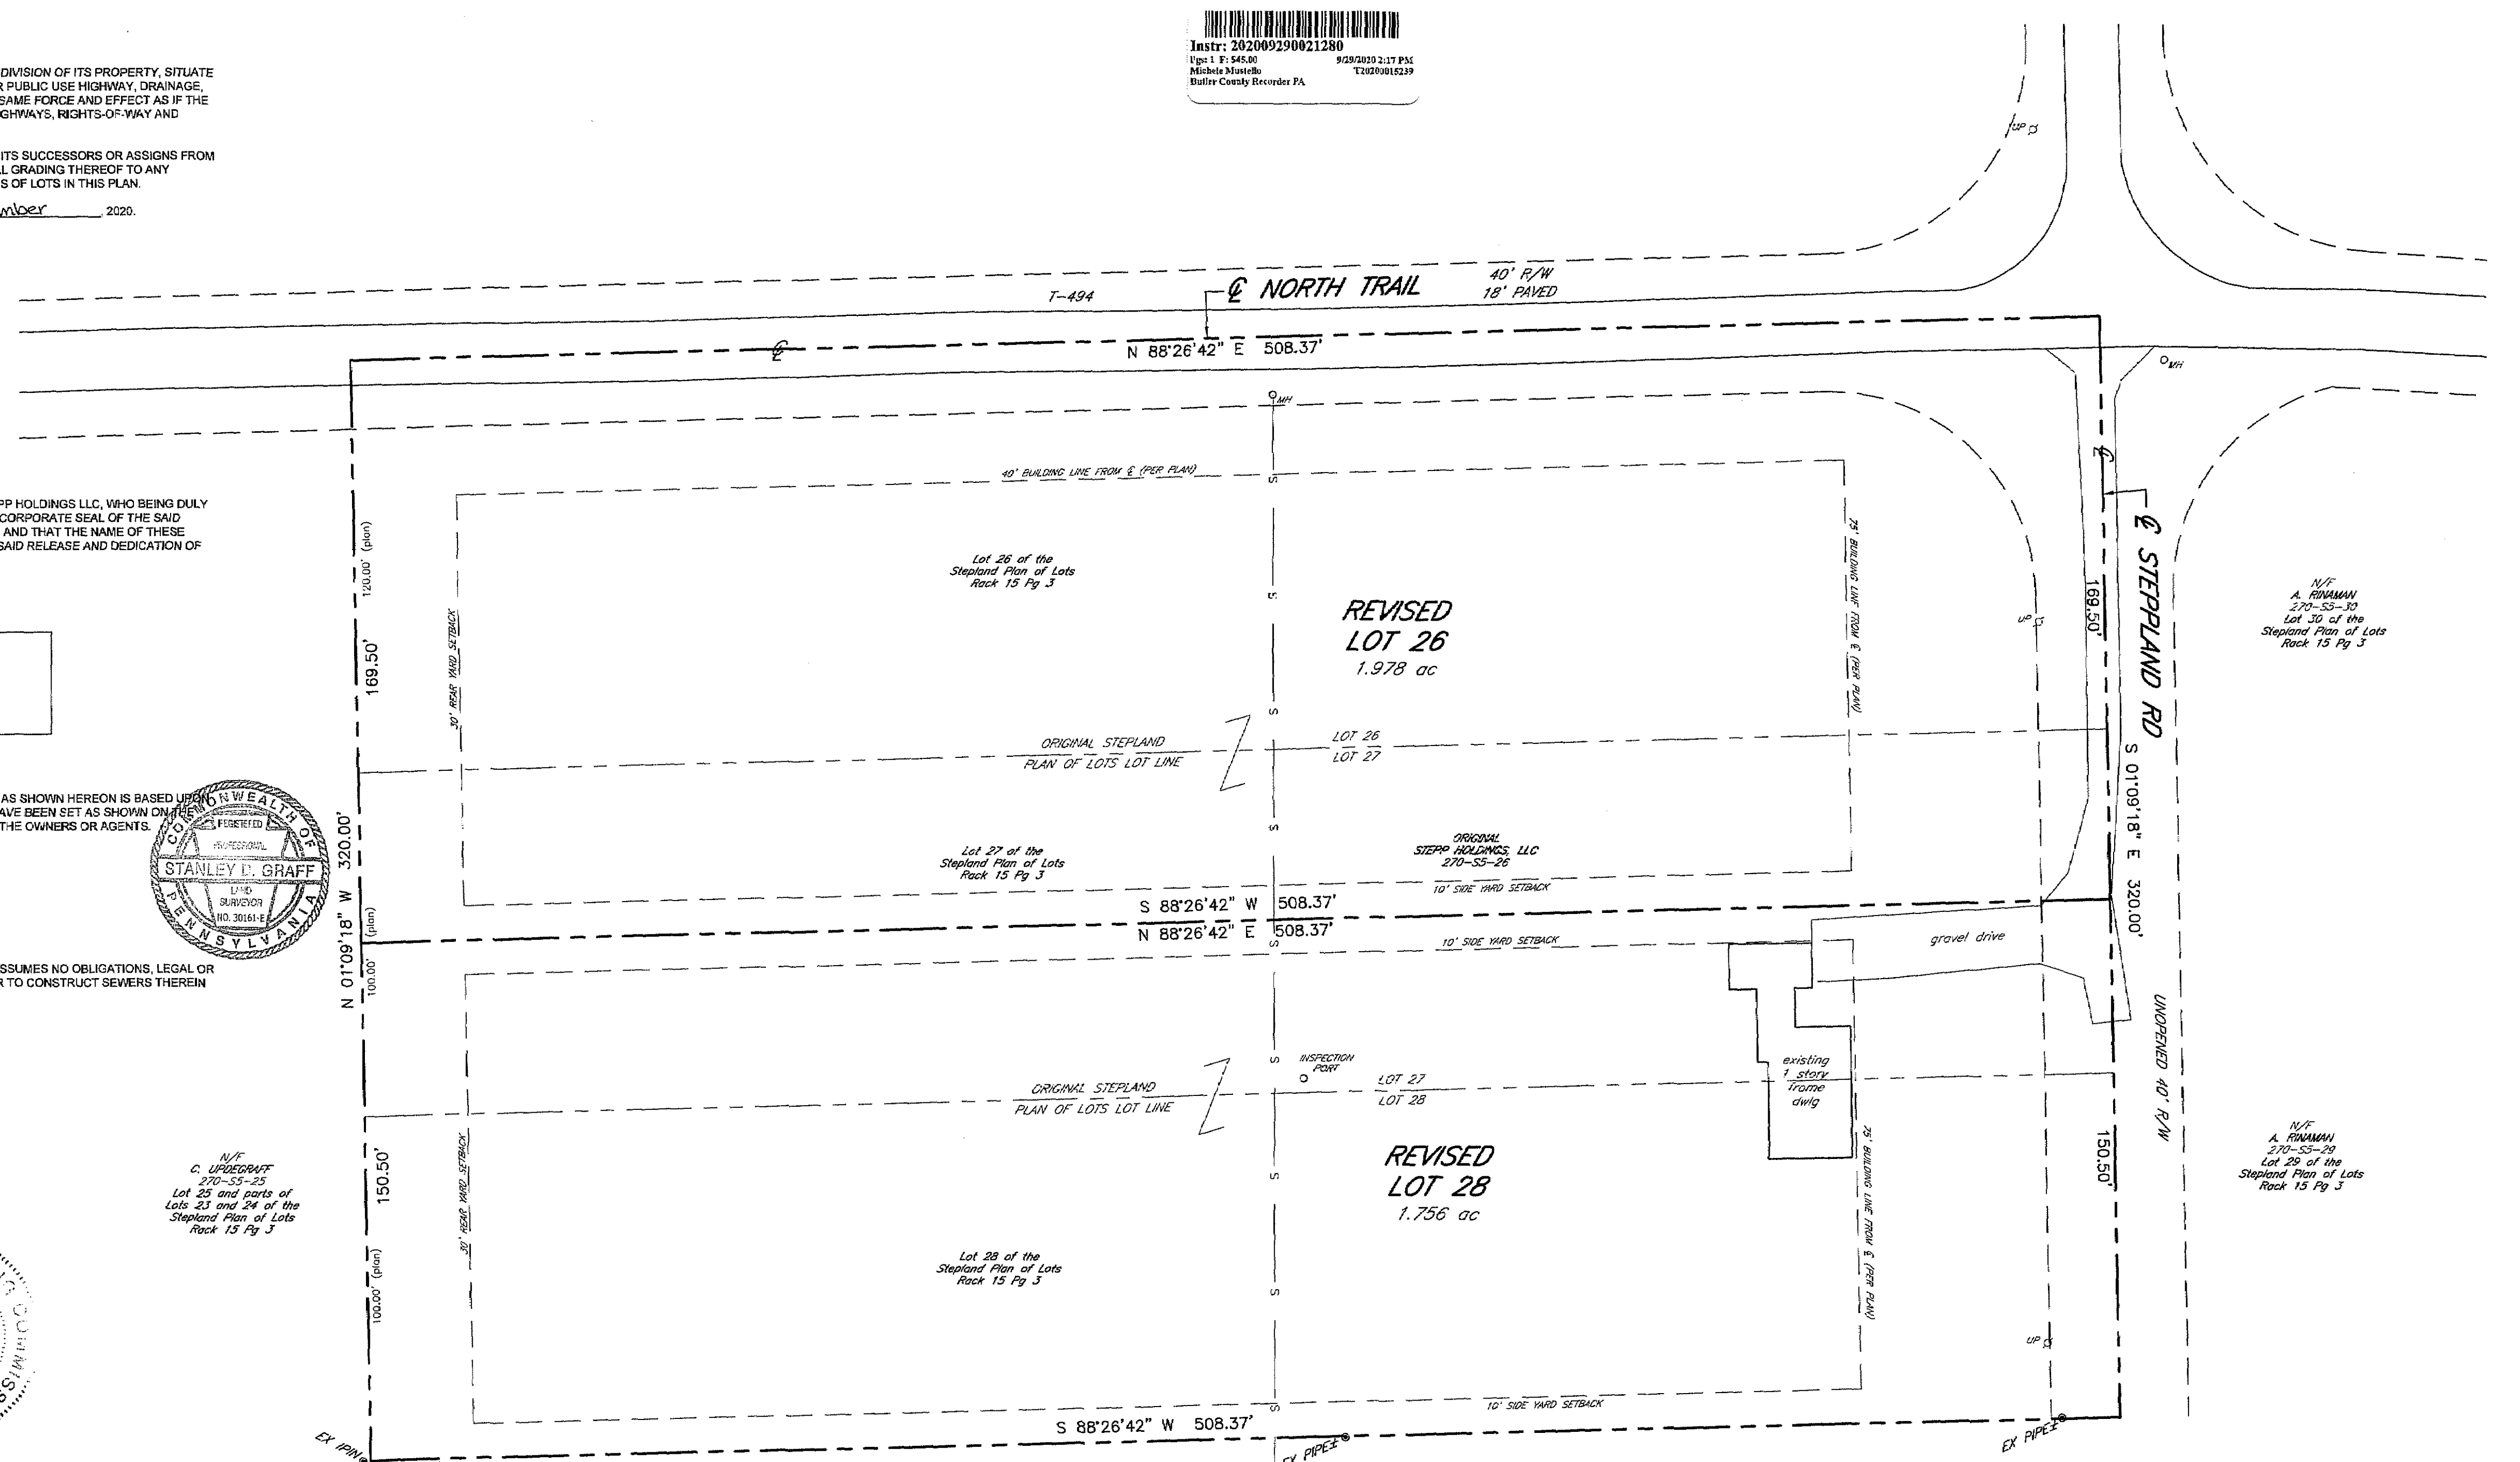 Instr: 202009290021280
Pgs: 1 F: $45.00 9/29/2020 2:17 PM
Michele Mustello T20200015239
Butler County Recorder PA
DIVISION OF ITS PROPERTY, SITUATE
PUBLIC USE HIGHWAY, DRAINAGE,
SAME FORCE AND EFFECT AS IF THE
GHWAYS, RIGHTS-OF-WAY AND
ITS SUCCESSORS OR ASSIGNS FROM
L GRADING THEREOF TO ANY
S OF LOTS IN THIS PLAN.
mber , 2020.
UP
T-494
℄ NORTH TRAIL
40' R/W
18' PAVED
℄
N 88°26'42" E 508.37'
MH
MH
40' BUILDING LINE FROM ℄ (PER PLAN)
℄
PP HOLDINGS LLC, WHO BEING DULY
CORPORATE SEAL OF THE SAID
AND THAT THE NAME OF THESE
SAID RELEASE AND DEDICATION OF
120.00' (plan)
169.50'
30' REAR YARD SETBACK
Lot 26 of the
Stepland Plan of Lots
Rack 15 Pg 3
S
S
S
S
REVISED
LOT 26
1.978 ac
75' BUILDING LINE FROM ℄ (PER PLAN)
UP
169.50'
℄ STEPPLAND RD
N/F
A. RINAMAN
270-S5-30
Lot 30 of the
Stepland Plan of Lots
Rack 15 Pg 3
ORIGINAL STEPLAND
PLAN OF LOTS LOT LINE
LOT 26
LOT 27
S 01°09'18" E 320.00'
AS SHOWN HEREON IS BASED UPON
AVE BEEN SET AS SHOWN ON THE
THE OWNERS OR AGENTS.
COMMONWEALTH OF
REGISTERED
PROFESSIONAL
STANLEY D. GRAFF
LAND
SURVEYOR
NO. 30161-E
PENNSYLVANIA
N 01°09'18" W 320.00'
100.00' (plan)
Lot 27 of the
Stepland Plan of Lots
Rack 15 Pg 3
ORIGINAL
STEPP HOLDINGS, LLC
270-S5-26
10' SIDE YARD SETBACK
S 88°26'42" W 508.37'
N 88°26'42" E 508.37'
S
10' SIDE YARD SETBACK
gravel drive
SSUMES NO OBLIGATIONS, LEGAL OR
R TO CONSTRUCT SEWERS THEREIN
UNOPENED 40' R/W
S
INSPECTION
PORT
existing
1 story
frame
dwlg
ORIGINAL STEPLAND
PLAN OF LOTS LOT LINE
LOT 27
LOT 28
N/F
C. UPDEGRAFF
270-S5-25
Lot 25 and parts of
Lots 23 and 24 of the
Stepland Plan of Lots
Rack 15 Pg 3
150.50'
100.00' (plan)
30' REAR YARD SETBACK
S
S
REVISED
LOT 28
1.756 ac
75' BUILDING LINE FROM ℄ (PER PLAN)
150.50'
N/F
A. RINAMAN
270-S5-29
Lot 29 of the
Stepland Plan of Lots
Rack 15 Pg 3
Lot 28 of the
Stepland Plan of Lots
Rack 15 Pg 3
UP
S
10' SIDE YARD SETBACK
S 88°26'42" W 508.37'
EX IPIN
EX PIPE±
EX PIPE±